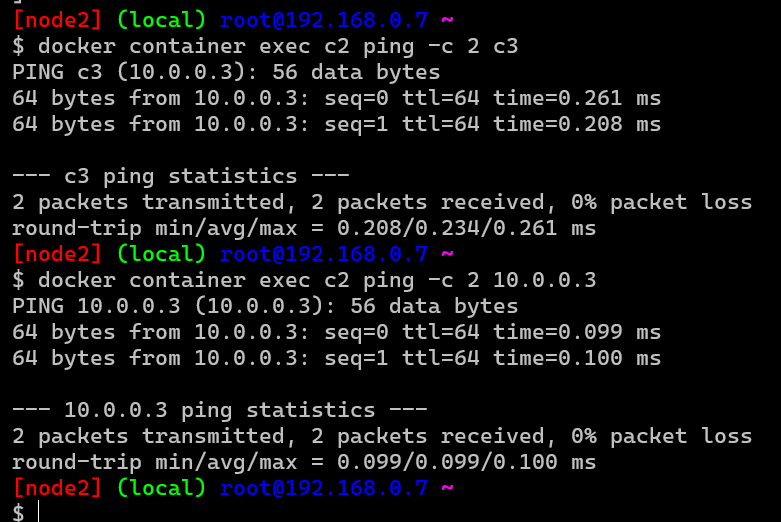 [node2] (local) root@192.168.0.7 ~
$ docker container exec c2 ping -c 2 c3
PING c3 (10.0.0.3): 56 data bytes
64 bytes from 10.0.0.3: seq=0 ttl=64 time=0.261 ms
64 bytes from 10.0.0.3: seq=1 ttl=64 time=0.208 ms

--- c3 ping statistics ---
2 packets transmitted, 2 packets received, 0% packet loss
round-trip min/avg/max = 0.208/0.234/0.261 ms
[node2] (local) root@192.168.0.7 ~
$ docker container exec c2 ping -c 2 10.0.0.3
PING 10.0.0.3 (10.0.0.3): 56 data bytes
64 bytes from 10.0.0.3: seq=0 ttl=64 time=0.099 ms
64 bytes from 10.0.0.3: seq=1 ttl=64 time=0.100 ms

--- 10.0.0.3 ping statistics ---
2 packets transmitted, 2 packets received, 0% packet loss
round-trip min/avg/max = 0.099/0.099/0.100 ms
[node2] (local) root@192.168.0.7 ~
$